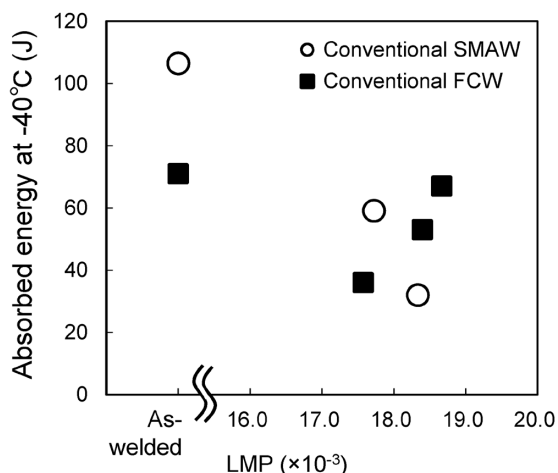 Absorbed energy at -40°C (J)
120
100
80
60
40
20
0
Conventional SMAW
Conventional FCW
As-
welded
16.0
17.0
18.0
19.0
20.0
LMP (×10⁻³)